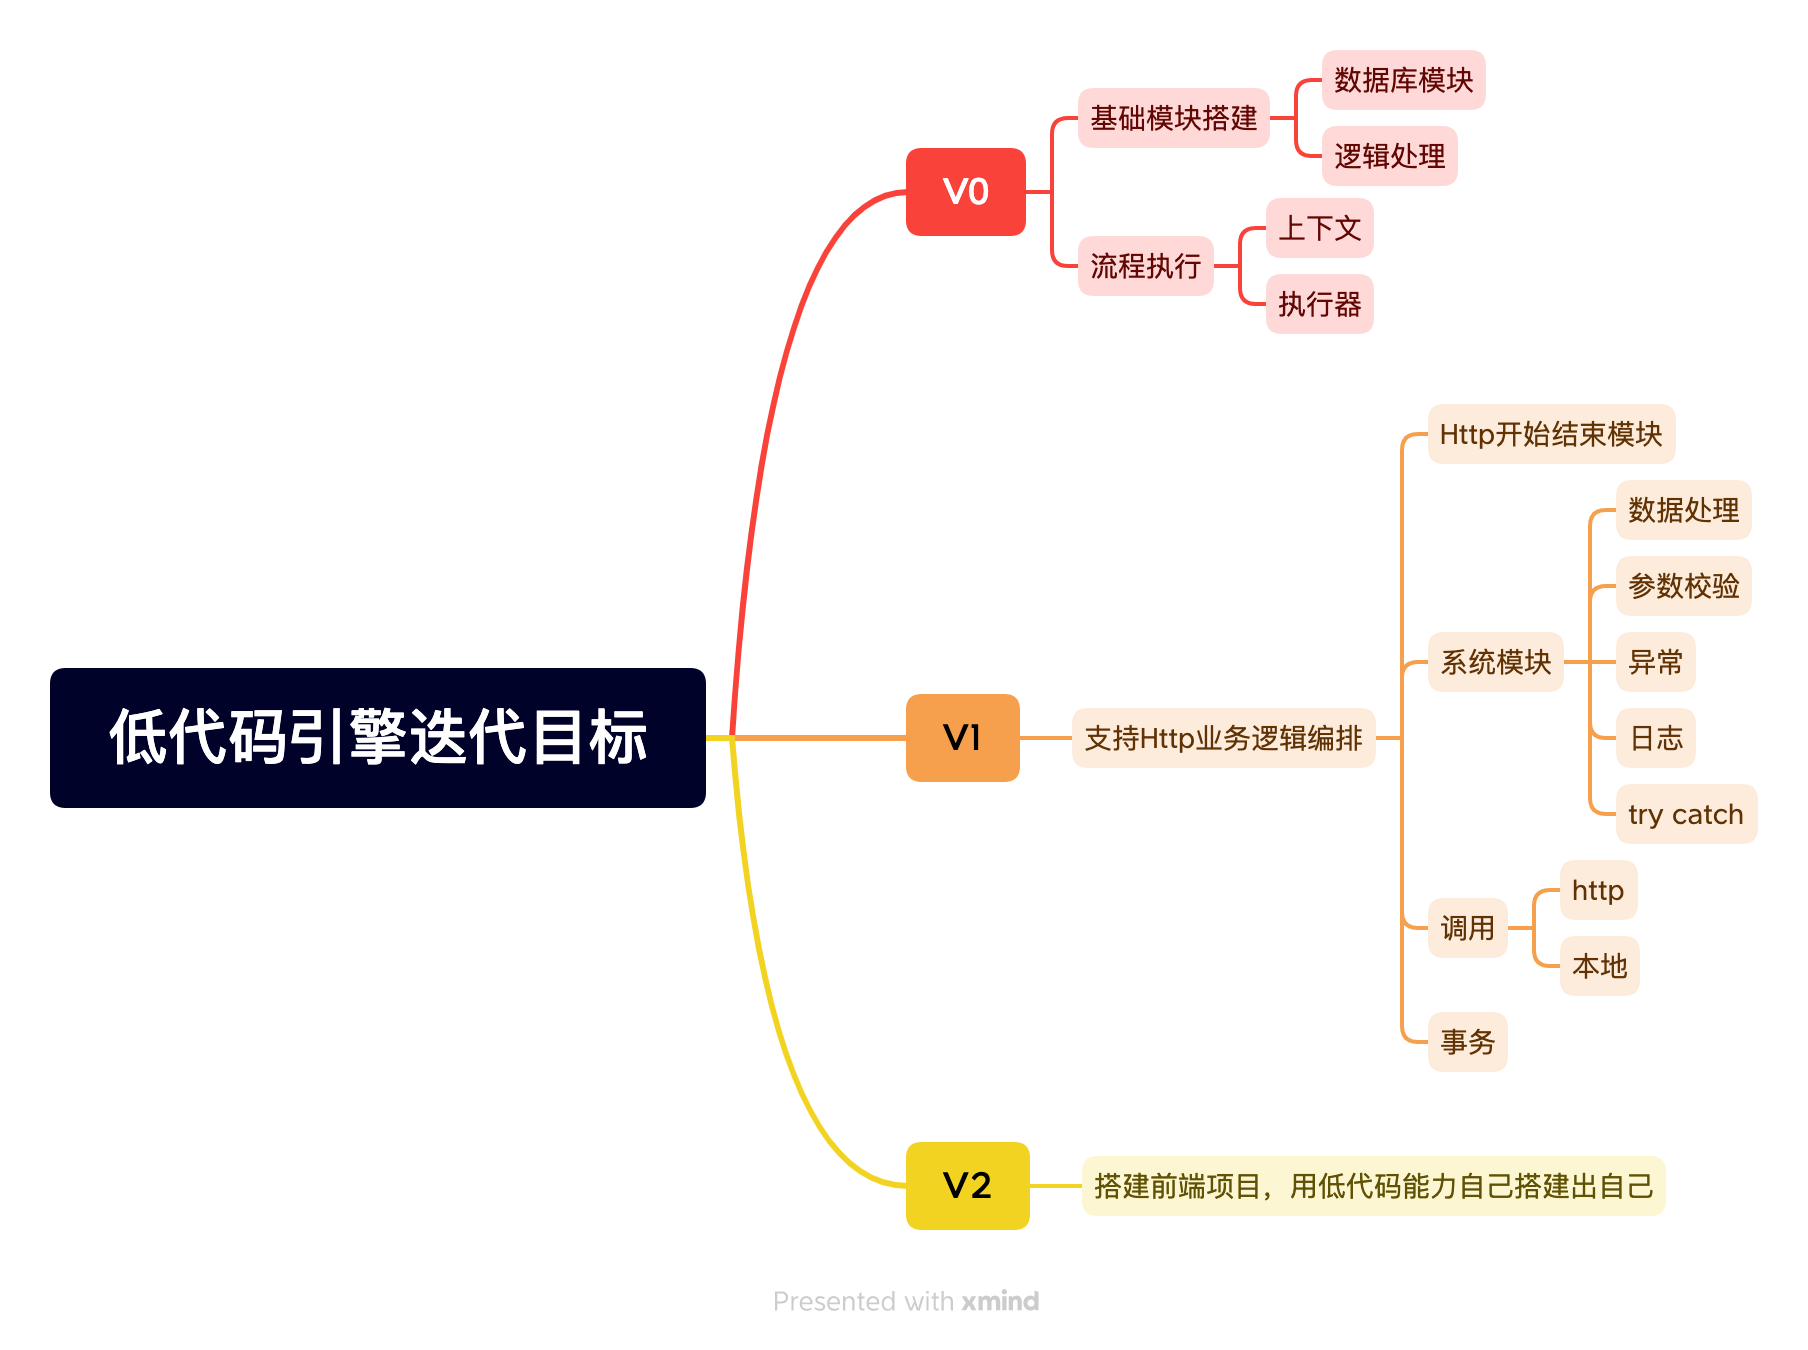 低代码引擎迭代目标
V0
基础模块搭建
数据库模块
逻辑处理
流程执行
上下文
执行器
V1
支持Http业务逻辑编排
Http开始结束模块
系统模块
数据处理
参数校验
异常
日志
try catch
调用
http
本地
事务
V2
搭建前端项目，用低代码能力自己搭建出自己
Presented with xmind